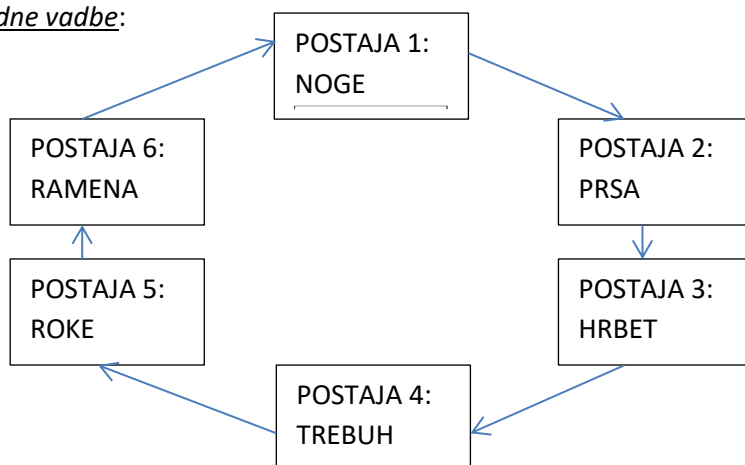 dne vadbe:
POSTAJA 1:
NOGE
POSTAJA 2:
PRSA
POSTAJA 3:
HRBET
POSTAJA 4:
TREBUH
POSTAJA 5:
ROKE
POSTAJA 6:
RAMENA